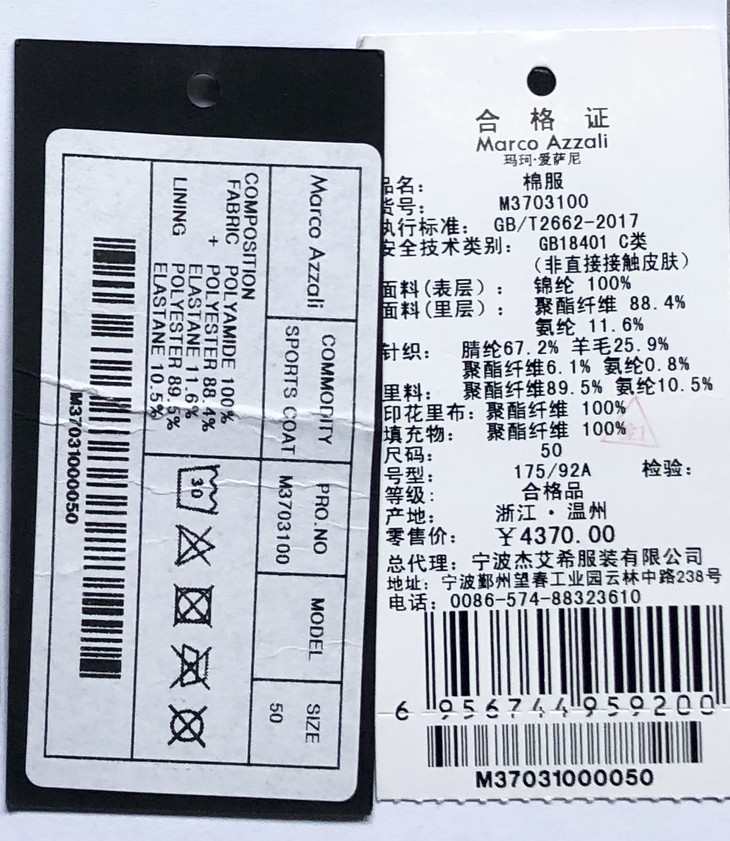 Marco Azzali
COMMODITY
SPORTS COAT
PRO.NO
M3703100
MODEL
SIZE
50
COMPOSITION
FABRIC POLYAMIDE 100%
+ POLYESTER 88.4%
ELASTANE 11.6%
LINING POLYESTER 89.5%
ELASTANE 10.5%
30
M37031000050
合格证
Marco Azzali
玛珂·爱萨尼
品名： 棉服
货号： M3703100
执行标准： GB/T2662-2017
安全技术类别： GB18401 C类
（非直接接触皮肤）
面料(表层)： 锦纶 100%
面料(里层)： 聚酯纤维 88.4%
氨纶 11.6%
针织： 腈纶67.2% 羊毛25.9%
聚酯纤维6.1% 氨纶0.8%
里料： 聚酯纤维89.5% 氨纶10.5%
印花里布：聚酯纤维 100%
填充物： 聚酯纤维 100%
尺码： 50
号型： 175/92A 检验：
等级： 合格品
产地： 浙江·温州
零售价： ￥4370.00
总代理：宁波杰艾希服装有限公司
地址：宁波鄞州望春工业园云林中路238号
电话：0086-574-88323610
6 956744 959200
M37031000050